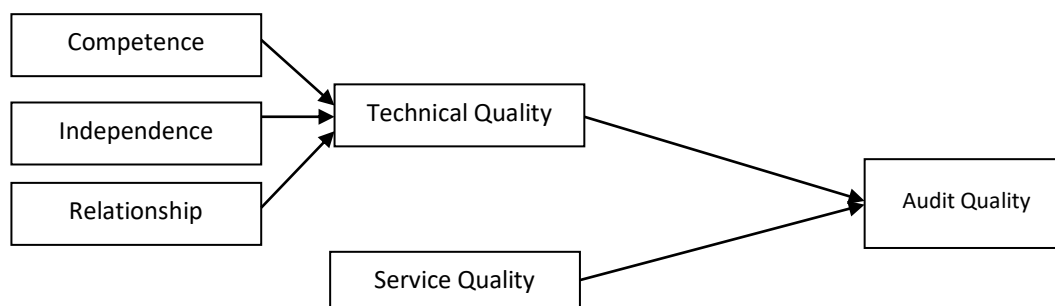 Competence
Independence
Relationship
Technical Quality
Service Quality
Audit Quality